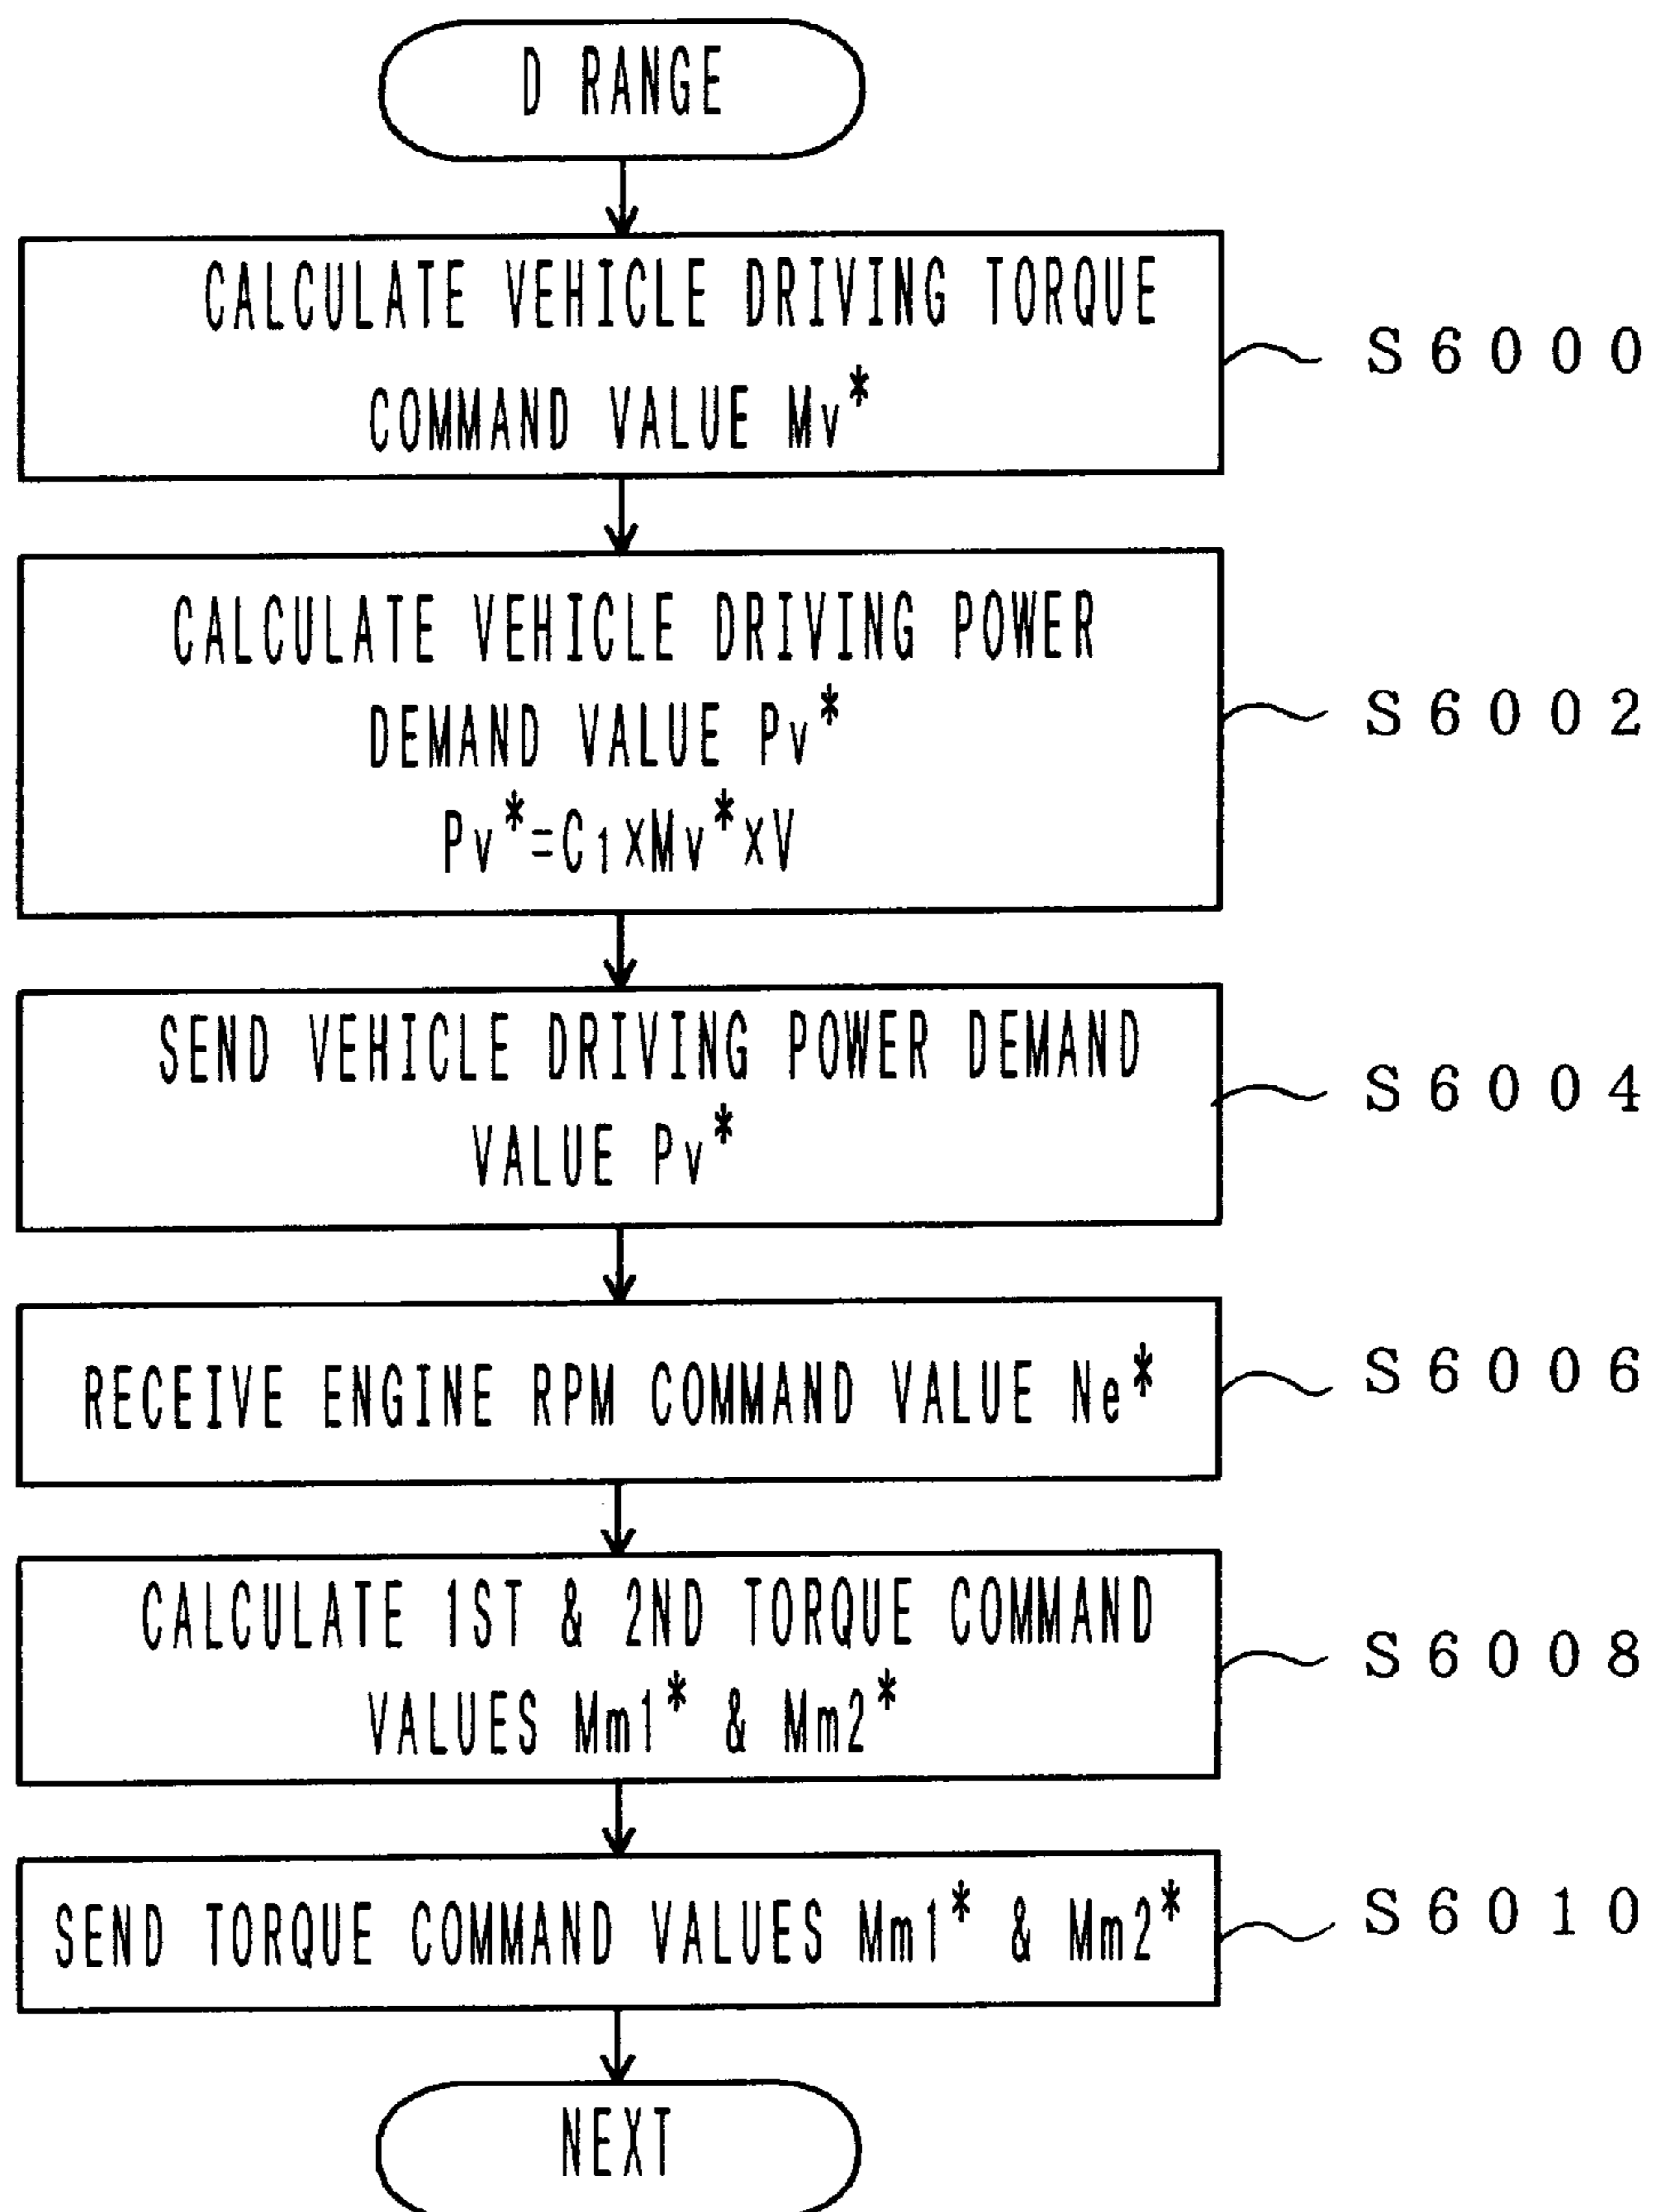 D RANGE
CALCULATE VEHICLE DRIVING TORQUE
COMMAND VALUE Mv*
S6000
CALCULATE VEHICLE DRIVING POWER
DEMAND VALUE Pv*
Pv*=C1×Mv*×V
S6002
SEND VEHICLE DRIVING POWER DEMAND
VALUE Pv*
S6004
RECEIVE ENGINE RPM COMMAND VALUE Ne*
S6006
CALCULATE 1ST & 2ND TORQUE COMMAND
VALUES Mm1* & Mm2*
S6008
SEND TORQUE COMMAND VALUES Mm1* & Mm2*
S6010
NEXT